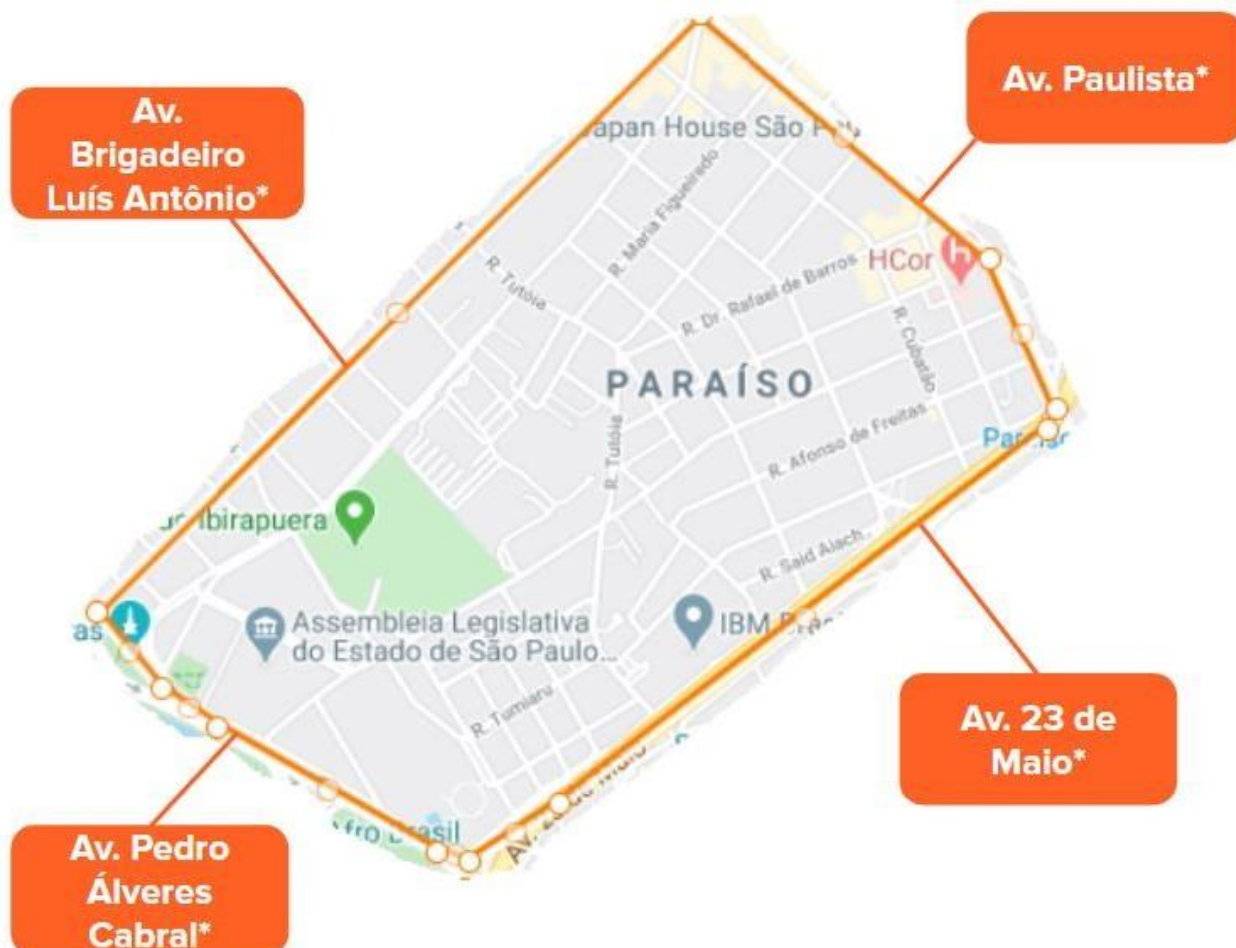 Av.
Brigadeiro
Luís Antônio*
Av. Paulista*
Japan House São
R. Maria Figueiredo
HCor
R. Tutóia
R. Dr. Rafael de Barros
R. Cubatão
PARAÍSO
R. Tutóia
R. Afonso de Freitas
Ibirapuera
R. Said Aiach
Assembleia Legislativa
do Estado de São Paulo...
IBM
R. Tumiaru
Av. 23 de
Maio*
Av. Pedro
Álveres
Cabral*
Afro Brasil